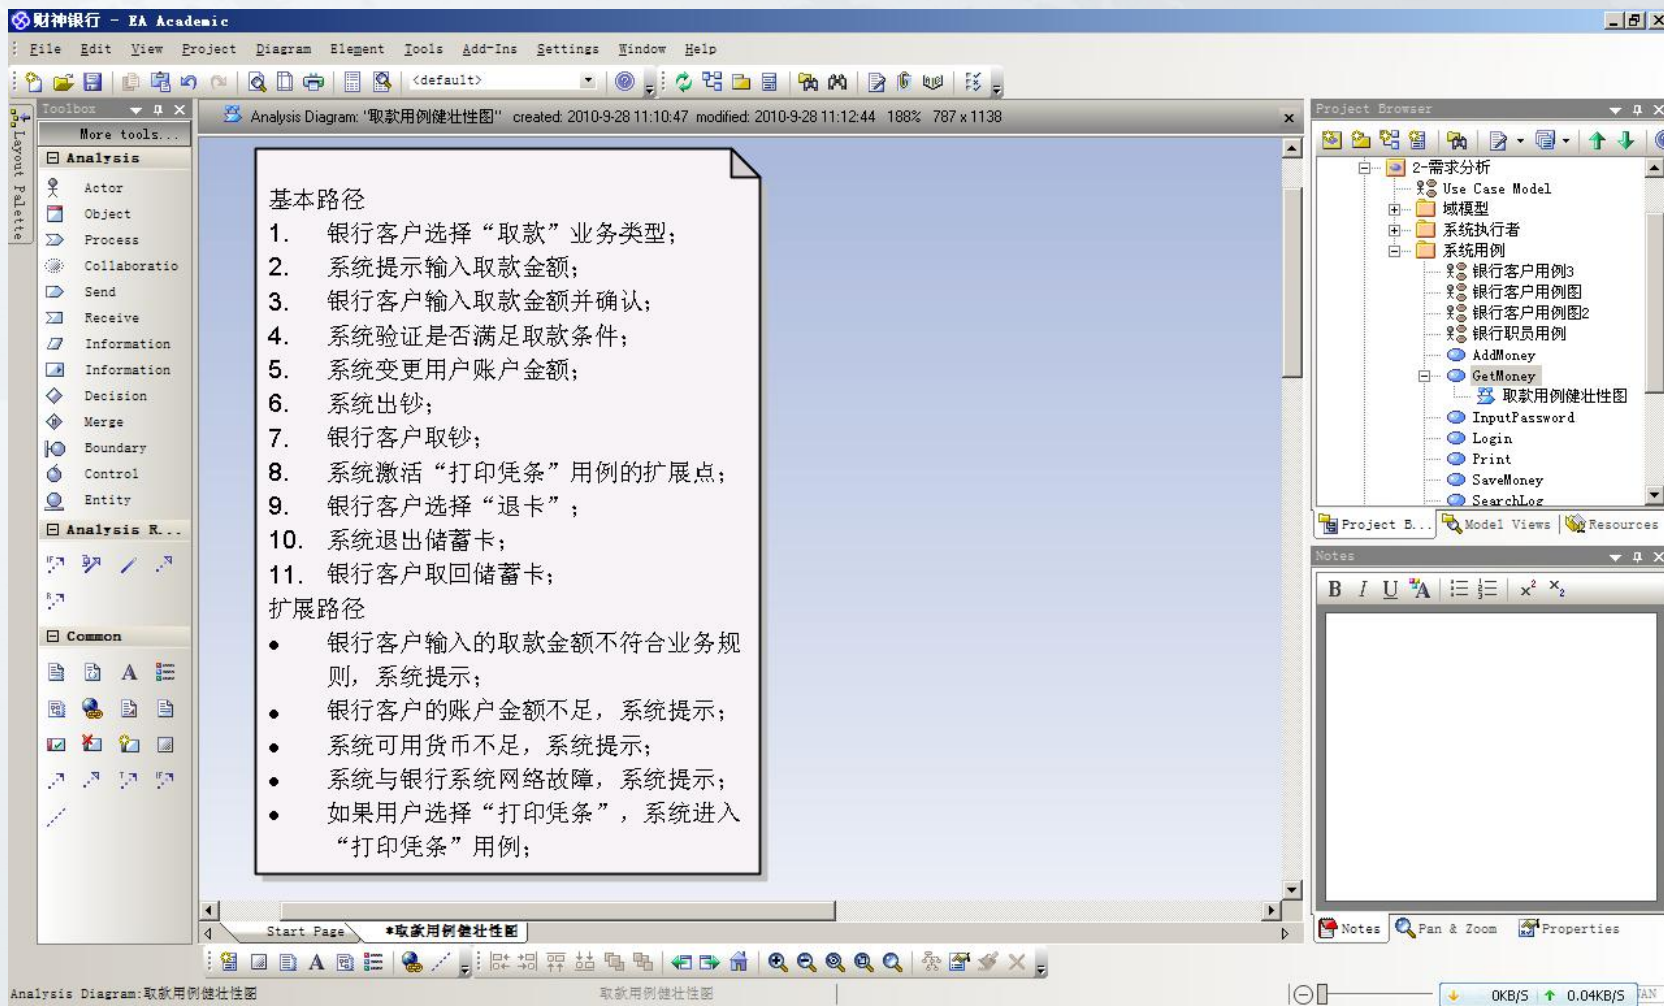 财神银行 - EA Academic
File Edit View Project Diagram Element Tools Add-Ins Settings Window Help
<default>
Layout Palette
Toolbox
More tools...
Analysis
Actor
Object
Process
Collaboratio
Send
Receive
Information
Information
Decision
Merge
Boundary
Control
Entity
Analysis R...
Common
Analysis Diagram: "取款用例健壮性图" created: 2010-9-28 11:10:47 modified: 2010-9-28 11:12:44 188% 787 x 1138
基本路径
1. 银行客户选择“取款”业务类型；
2. 系统提示输入取款金额；
3. 银行客户输入取款金额并确认；
4. 系统验证是否满足取款条件；
5. 系统变更用户账户金额；
6. 系统出钞；
7. 银行客户取钞；
8. 系统激活“打印凭条”用例的扩展点；
9. 银行客户选择“退卡”；
10. 系统退出储蓄卡；
11. 银行客户取回储蓄卡；
扩展路径
• 银行客户输入的取款金额不符合业务规
则，系统提示；
• 银行客户的账户金额不足，系统提示；
• 系统可用货币不足，系统提示；
• 系统与银行系统网络故障，系统提示；
• 如果用户选择“打印凭条”，系统进入
“打印凭条”用例；
Start Page *取款用例健壮性图
Project Browser
2-需求分析
Use Case Model
域模型
系统执行者
系统用例
银行客户用例3
银行客户用例图
银行客户用例图2
银行职员用例
AddMoney
GetMoney
取款用例健壮性图
InputPassword
Login
Print
SaveMoney
SearchLog
Project B... Model Views Resources
Notes
B I U A x² x₂
Notes Pan & Zoom Properties
Analysis Diagram:取款用例健壮性图 取款用例健壮性图 0KB/S 0.04KB/S